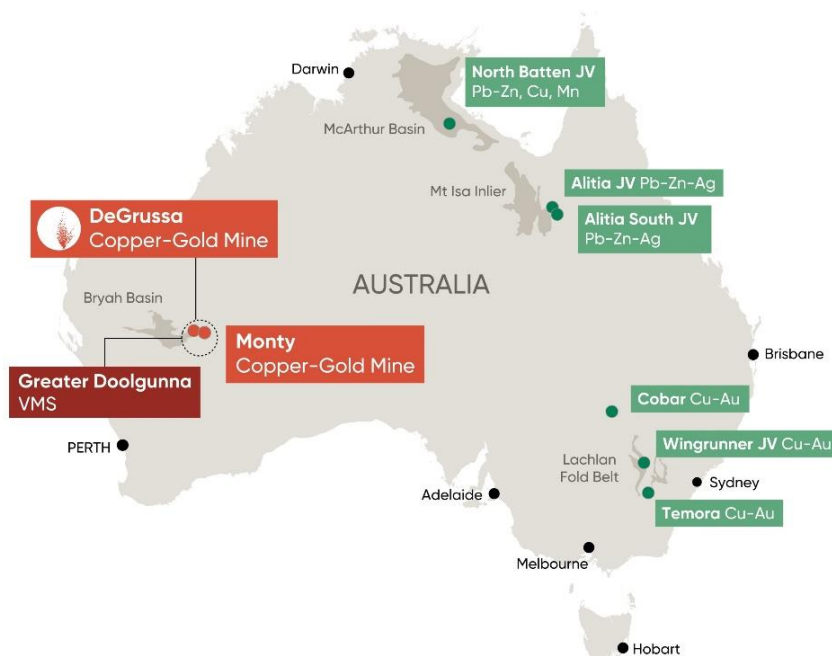 Darwin
North Batten JV
Pb-Zn, Cu, Mn
McArthur Basin
Mt Isa Inlier
Alitia JV Pb-Zn-Ag
Alitia South JV
Pb-Zn-Ag
DeGrussa
Copper-Gold Mine
AUSTRALIA
Bryah Basin
Monty
Copper-Gold Mine
Greater Doolgunna
VMS
Brisbane
Cobar Cu-Au
PERTH
Wingrunner JV Cu-Au
Lachlan
Fold Belt
Sydney
Adelaide
Temora Cu-Au
Melbourne
Hobart